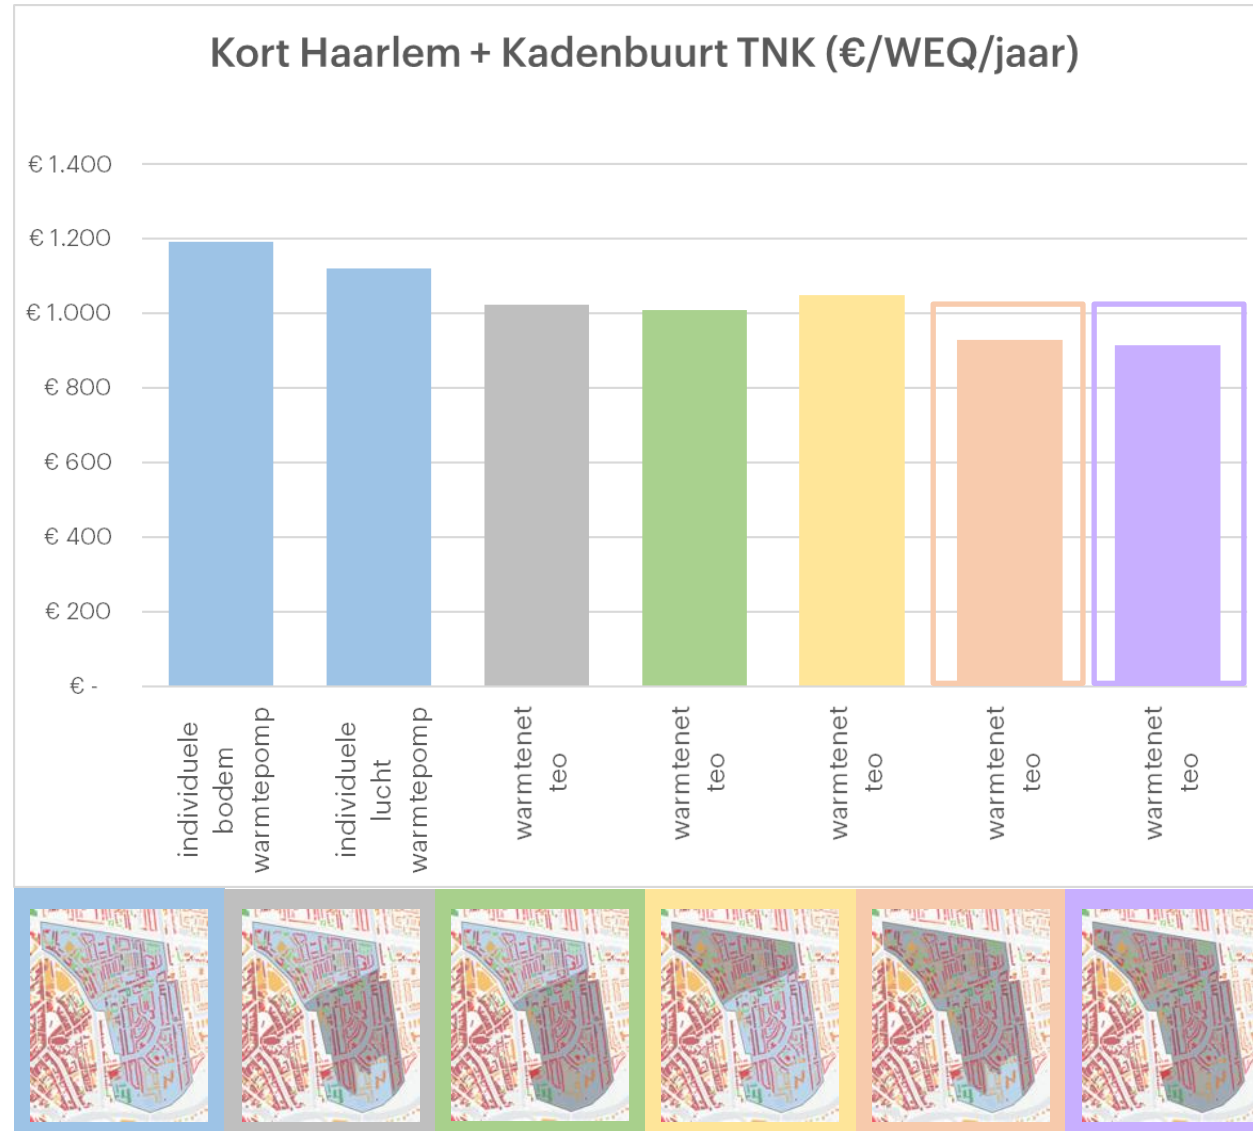 Kort Haarlem + Kadenbuurt TNK (€/WEQ/jaar)
€ 1.400
€ 1.200
€ 1.000
€ 800
€ 600
€ 400
€ 200
€ -
individuele
bodem
warmtepomp
individuele
lucht
warmtepomp
warmtenet
teo
warmtenet
teo
warmtenet
teo
warmtenet
teo
warmtenet
teo